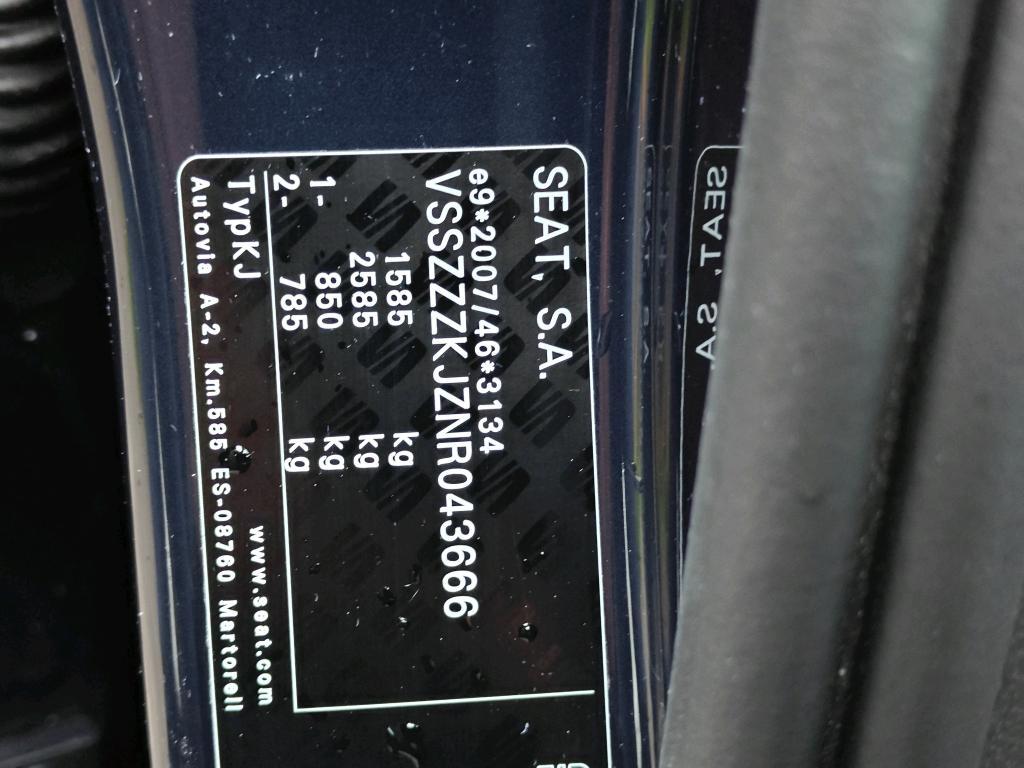 SEAT, S.A.
e9*2007/46*3134
VSSZZZKJZNR043666
1585 kg
2585 kg
1- 850 kg
2- 785 kg
TypKJ www.seat.com
Autovia A-2, Km.585 ES-08760 Martorell
SEAT, S.A